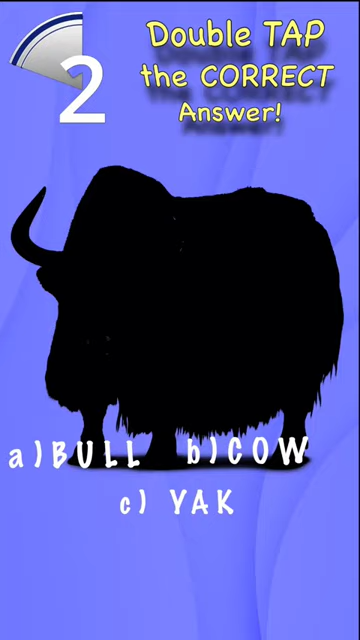 2
Double TAP
the CORRECT
Answer!
a)BULL b)COW
c) YAK